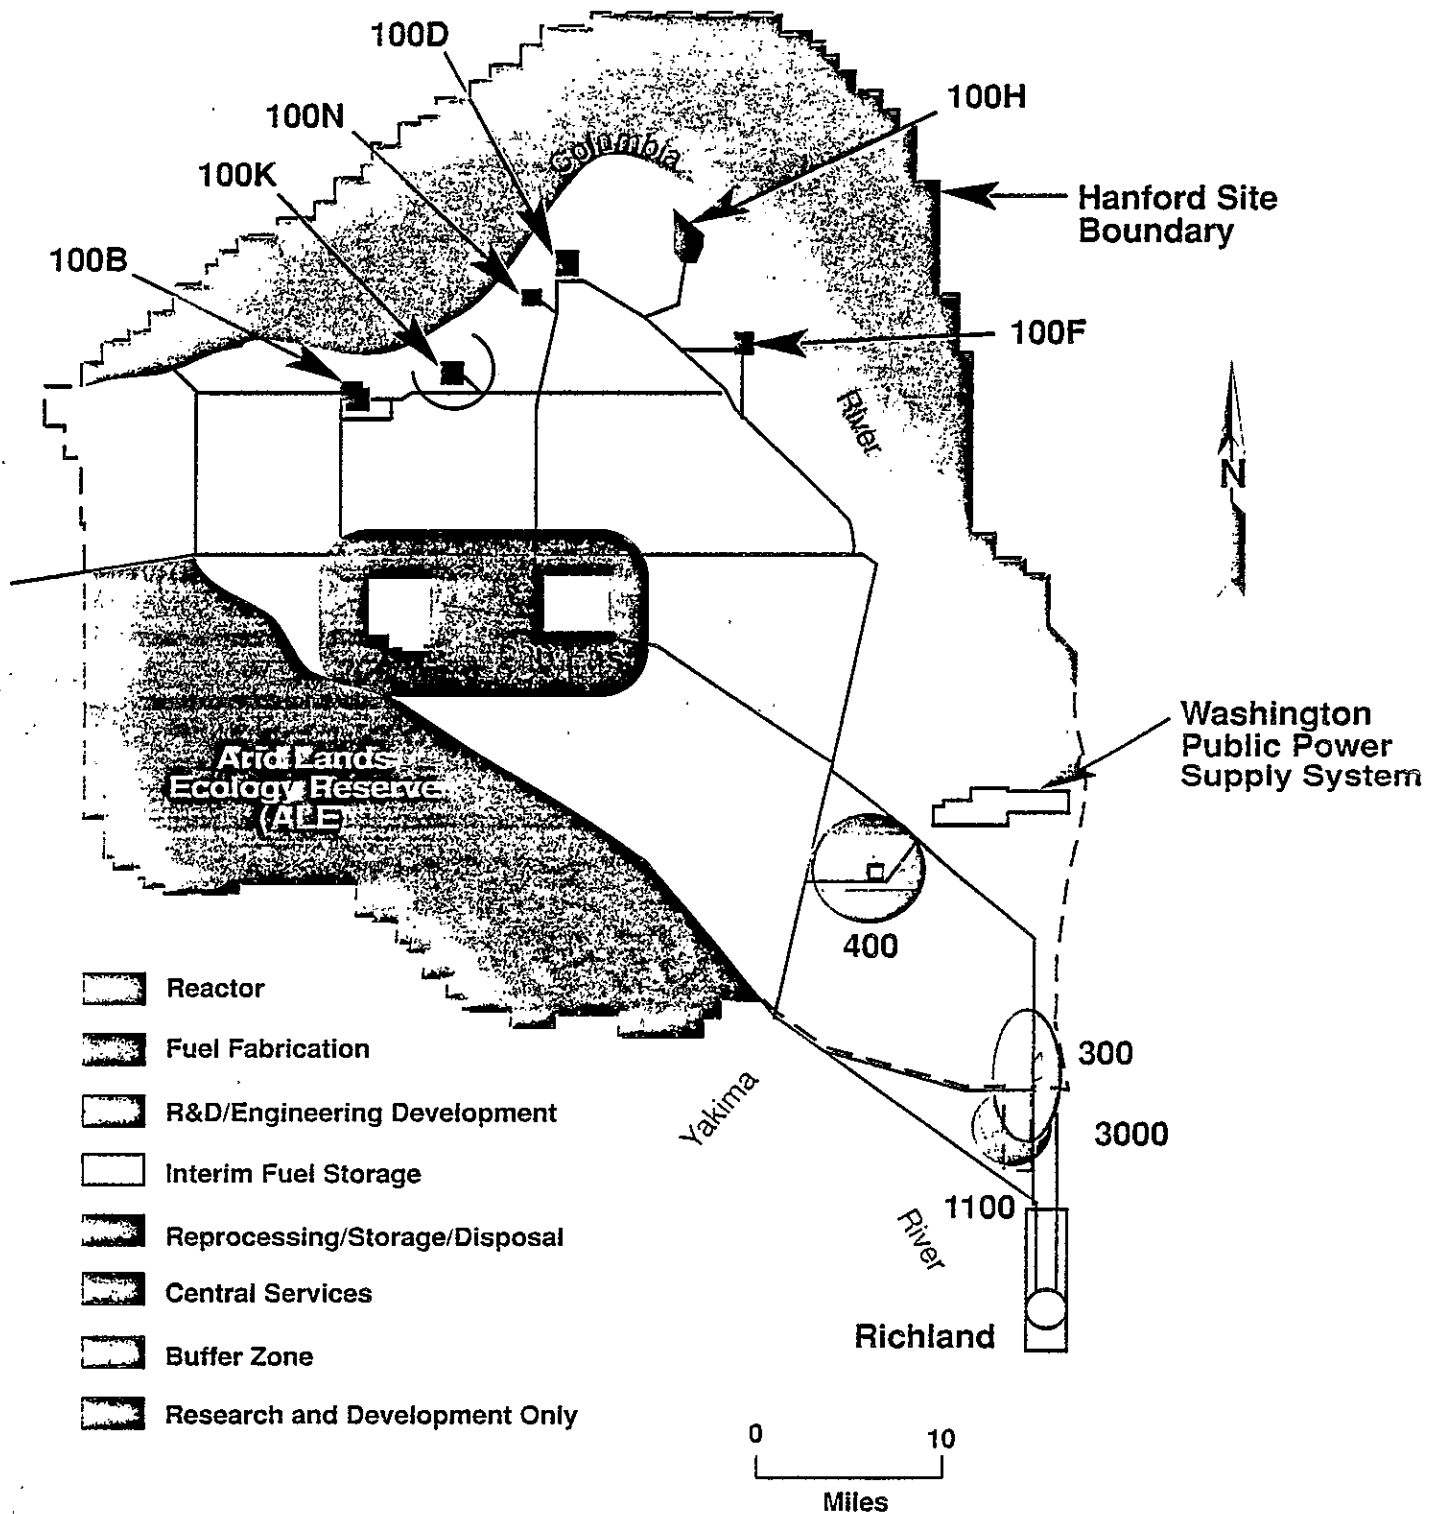 100D
100H
100N
Columbia
100K
Hanford Site
Boundary
100B
100F
River
N
Washington
Public Power
Supply System
Arid Lands
Ecology Reserve
(ALE)
400
Reactor
Fuel Fabrication
300
Yakima
R&D/Engineering Development
3000
Interim Fuel Storage
1100
River
Reprocessing/Storage/Disposal
Central Services
Richland
Buffer Zone
Research and Development Only
0 10
Miles